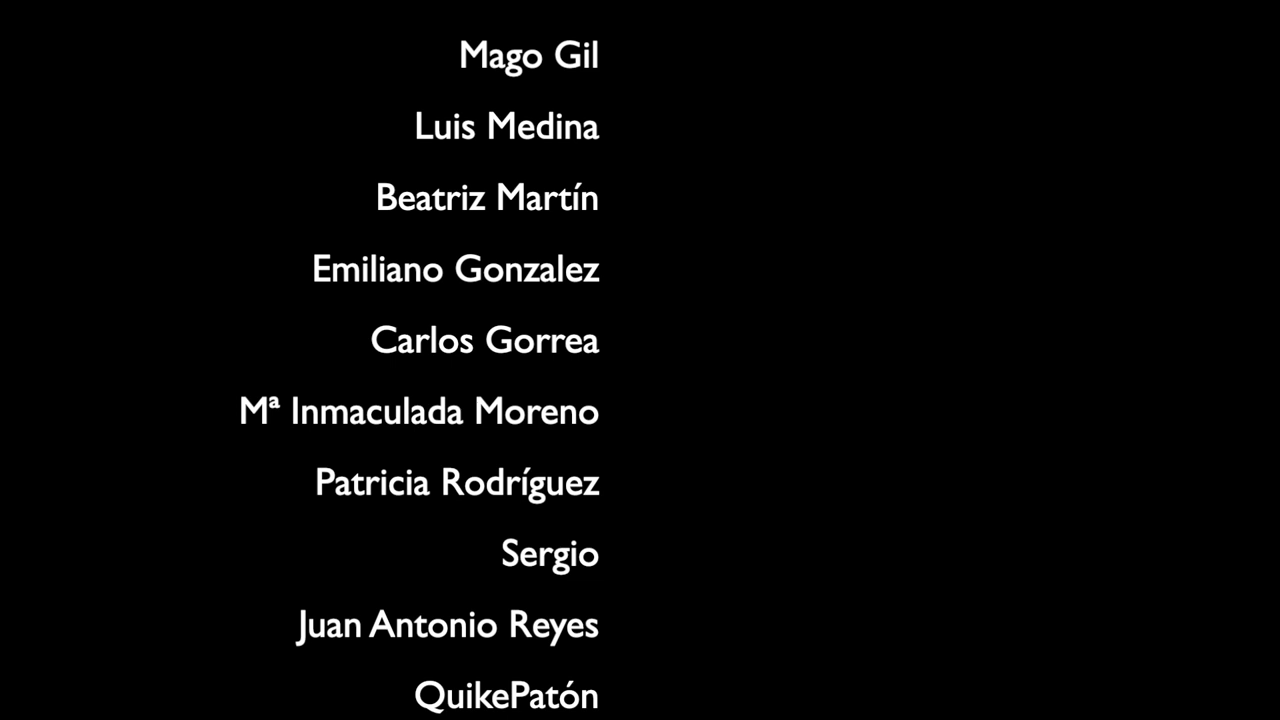 Mago Gil
Luis Medina
Beatriz Martín
Emiliano Gonzalez
Carlos Gorrea
Mª Inmaculada Moreno
Patricia Rodríguez
Sergio
Juan Antonio Reyes
QuikePatón